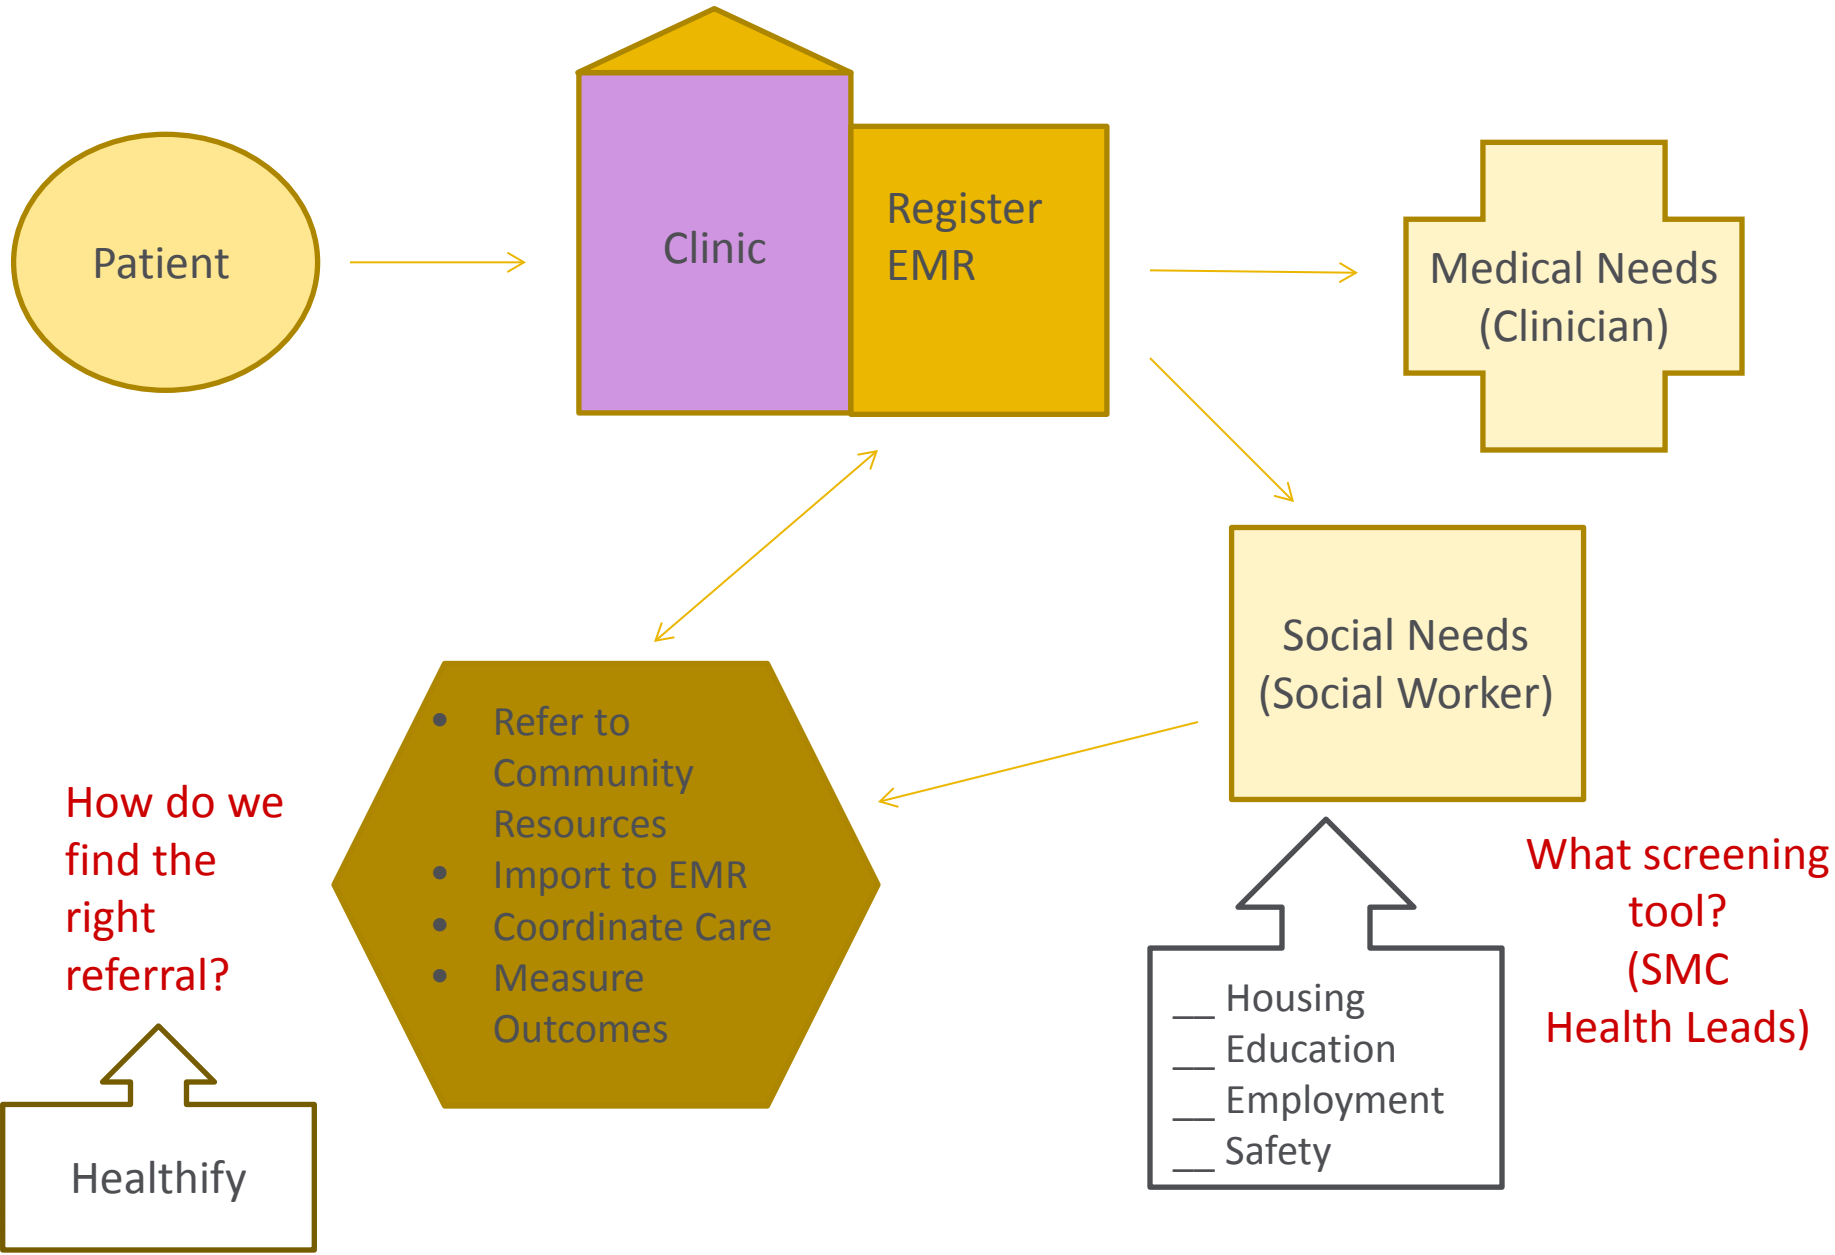 Patient
Clinic
Register
EMR
Medical Needs
(Clinician)
Social Needs
(Social Worker)
• Refer to
Community
Resources
• Import to EMR
• Coordinate Care
• Measure
Outcomes
How do we
find the
right
referral?
Healthify
__ Housing
__ Education
__ Employment
__ Safety
What screening
tool?
(SMC
Health Leads)